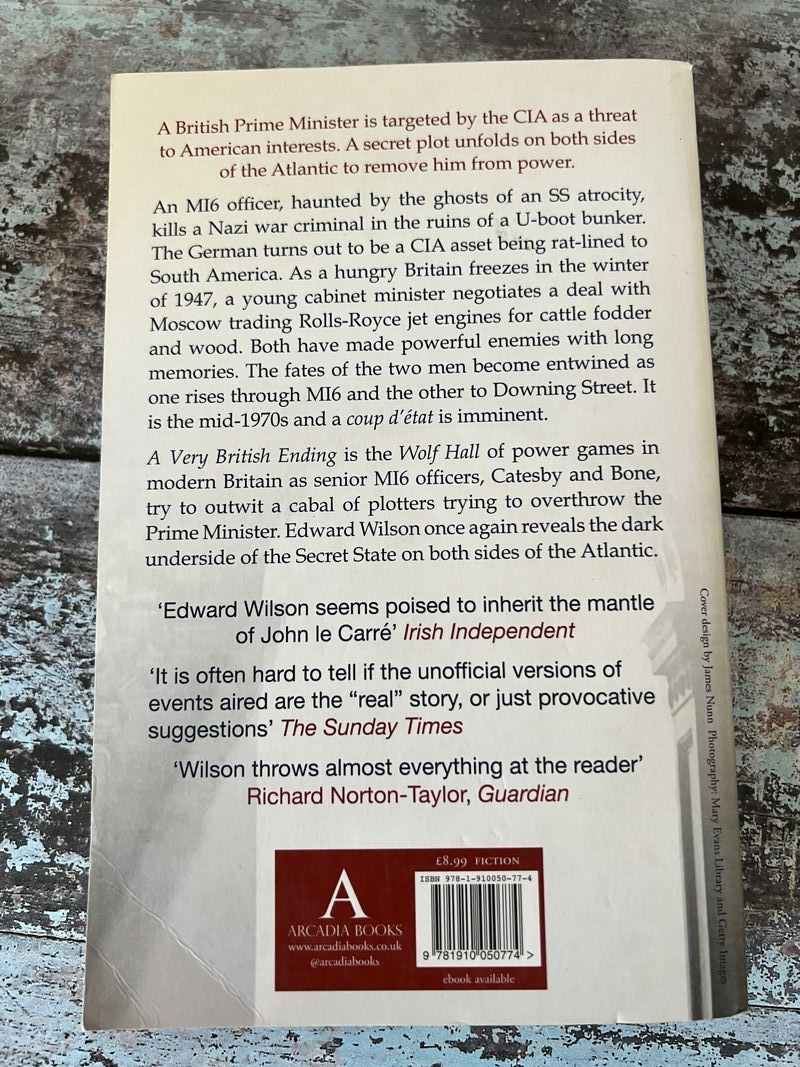 A British Prime Minister is targeted by the CIA as a threat
to American interests. A secret plot unfolds on both sides
of the Atlantic to remove him from power.
An MI6 officer, haunted by the ghosts of an SS atrocity,
kills a Nazi war criminal in the ruins of a U-boot bunker.
The German turns out to be a CIA asset being rat-lined to
South America. As a hungry Britain freezes in the winter
of 1947, a young cabinet minister negotiates a deal with
Moscow trading Rolls-Royce jet engines for cattle fodder
and wood. Both have made powerful enemies with long
memories. The fates of the two men become entwined as
one rises through MI6 and the other to Downing Street. It
is the mid-1970s and a coup d'état is imminent.
A Very British Ending is the Wolf Hall of power games in
modern Britain as senior MI6 officers, Catesby and Bone,
try to outwit a cabal of plotters trying to overthrow the
Prime Minister. Edward Wilson once again reveals the dark
underside of the Secret State on both sides of the Atlantic.
‘Edward Wilson seems poised to inherit the mantle
of John le Carré’ Irish Independent
‘It is often hard to tell if the unofficial versions of
events aired are the “real” story, or just provocative
suggestions’ The Sunday Times
‘Wilson throws almost everything at the reader’
Richard Norton-Taylor, Guardian
A
ARCADIA BOOKS
www.arcadiabooks.co.uk
@arcadiabooks
£8.99 FICTION
ISBN 978-1-910050-77-4
9 781910 050774 >
ebook available
Cover design by James Nunn Photography: Mary Evans Library and Getty Images